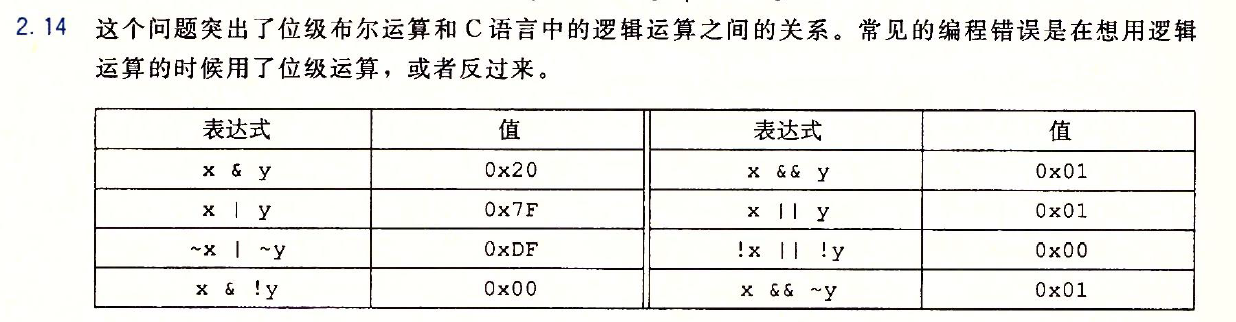 2.14 这个问题突出了位级布尔运算和C语言中的逻辑运算之间的关系。常见的编程错误是在想用逻辑
运算的时候用了位级运算，或者反过来。
表达式 值 表达式 值
x & y 0x20 x && y 0x01
x | y 0x7F x || y 0x01
~x | ~y 0xDF !x || !y 0x00
x & !y 0x00 x && ~y 0x01